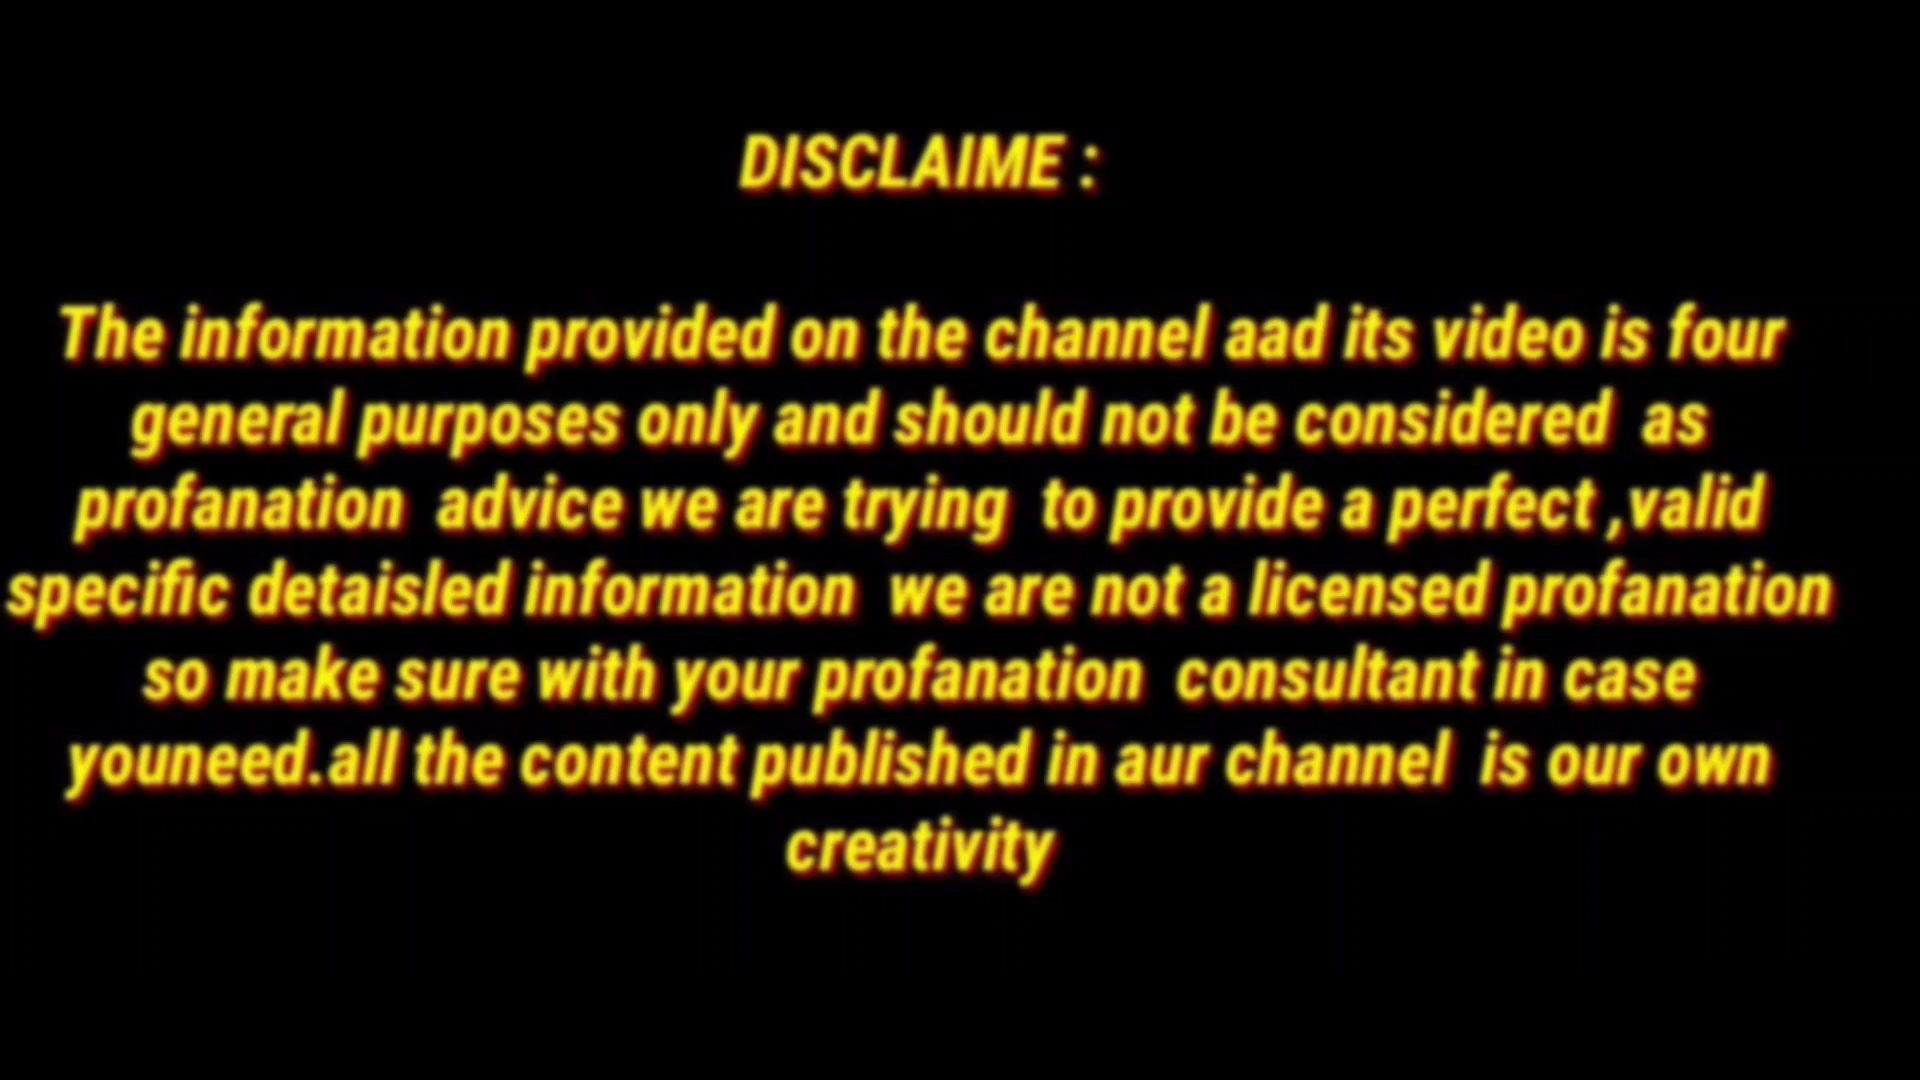 DISCLAIME :
The information provided on the channel aad its video is four
general purposes only and should not be considered as
profanation advice we are trying to provide a perfect ,valid
specific detaisled information we are not a licensed profanation
so make sure with your profanation consultant in case
youneed.all the content published in aur channel is our own
creativity